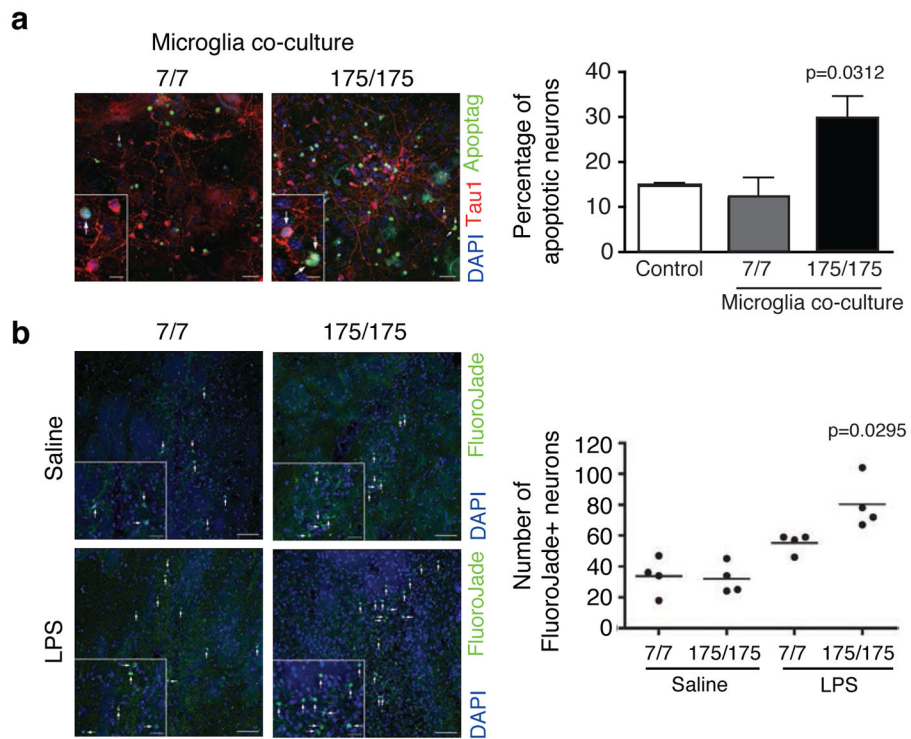 a
Microglia co-culture
7/7 175/175
DAPI Tau1 Apoptag
Percentage of
apoptotic neurons
40
30
20
10
0
p=0.0312
Control 7/7 175/175
Microglia co-culture
b
7/7 175/175
Saline
DAPI FluoroJade
LPS
DAPI FluoroJade
Number of
FluoroJade+ neurons
120
100
80
60
40
20
0
p=0.0295
7/7 175/175 7/7 175/175
Saline LPS